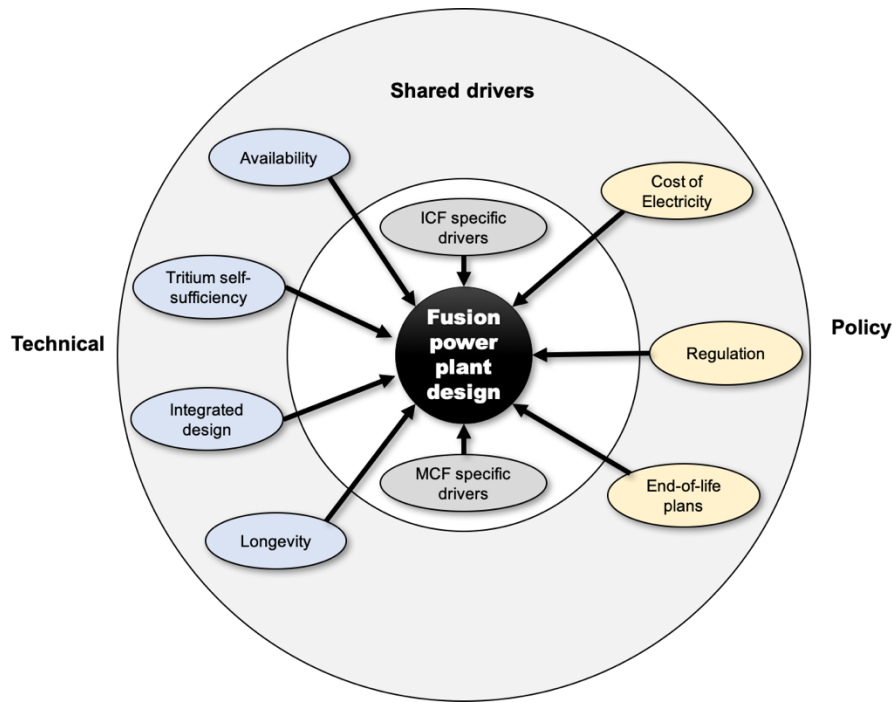 Shared drivers
Availability
Cost of
Electricity
ICF specific
drivers
Tritium self-
sufficiency
Fusion
power
plant
design
Technical
Policy
Regulation
Integrated
design
MCF specific
drivers
End-of-life
plans
Longevity